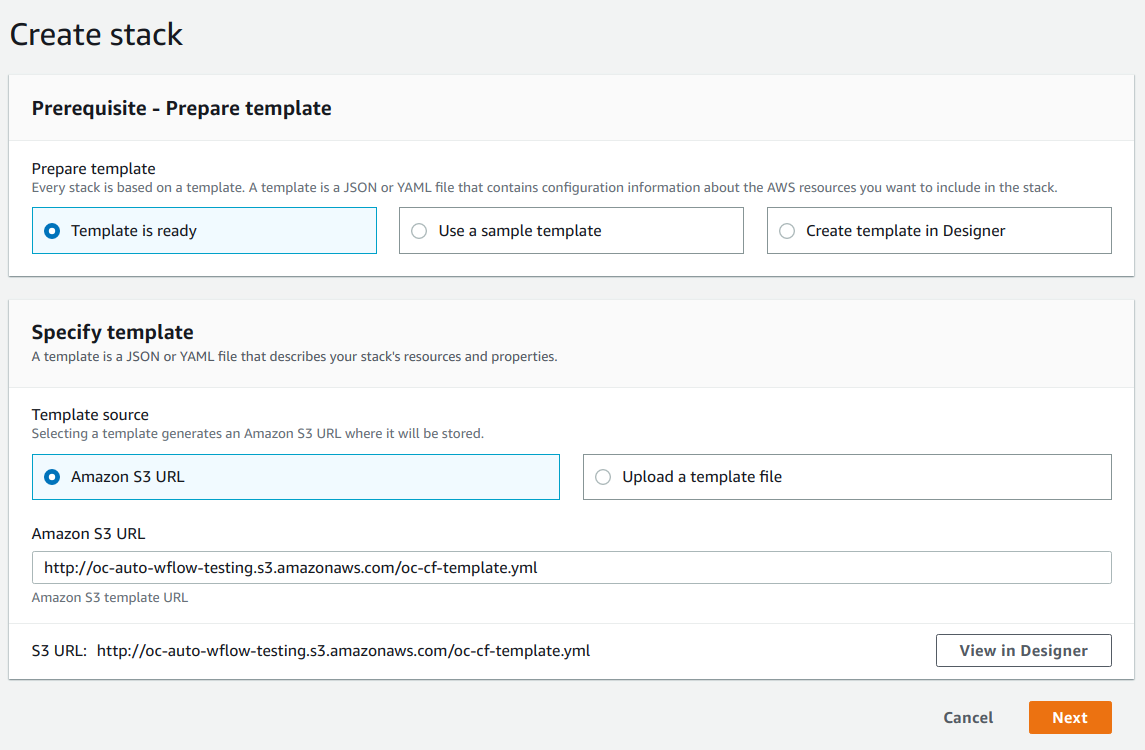 Create stack
Prerequisite - Prepare template
Prepare template
Every stack is based on a template. A template is a JSON or YAML file that contains configuration information about the AWS resources you want to include in the stack.
Template is ready
Use a sample template
Create template in Designer
Specify template
A template is a JSON or YAML file that describes your stack's resources and properties.
Template source
Selecting a template generates an Amazon S3 URL where it will be stored.
Amazon S3 URL
Upload a template file
Amazon S3 URL
http://oc-auto-wflow-testing.s3.amazonaws.com/oc-cf-template.yml
Amazon S3 template URL
S3 URL: http://oc-auto-wflow-testing.s3.amazonaws.com/oc-cf-template.yml
View in Designer
Cancel
Next